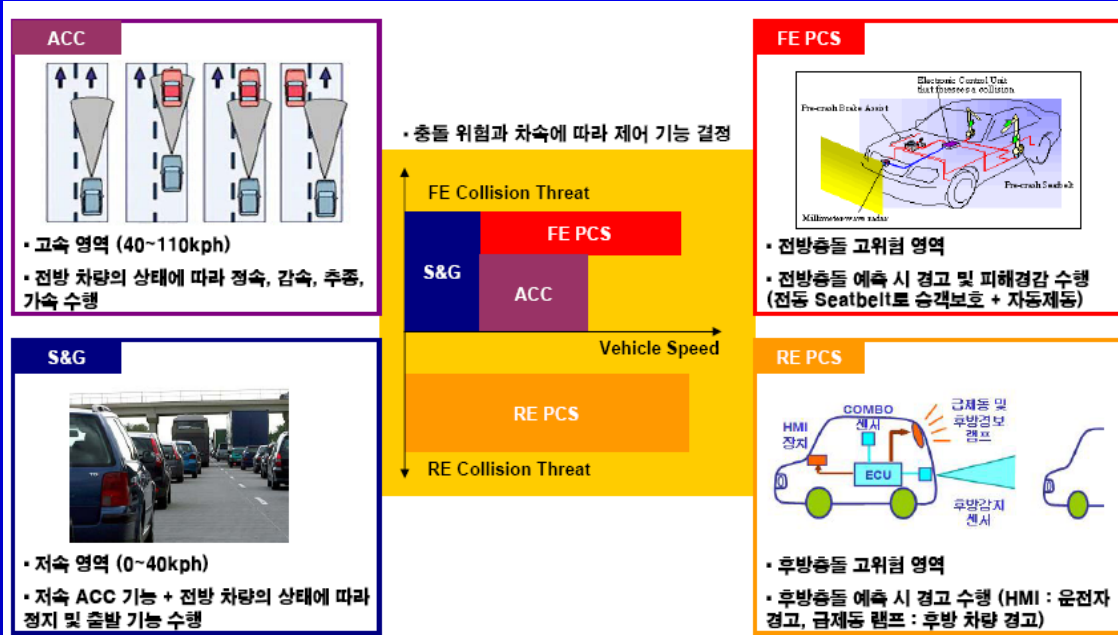 ACC
▪ 고속 영역 (40~110kph)
▪ 전방 차량의 상태에 따라 정속, 감속, 추종,
가속 수행
S&G
▪ 저속 영역 (0~40kph)
▪ 저속 ACC 기능 + 전방 차량의 상태에 따라
정지 및 출발 기능 수행
▪ 충돌 위험과 차속에 따라 제어 기능 결정
FE Collision Threat
FE PCS
S&G
ACC
Vehicle Speed
RE PCS
RE Collision Threat
FE PCS
Electronic Control Unit
that foresees a collision
Pre-crash Brake Assist
Pre-crash Seatbelt
Millimeter-wave radar
▪ 전방충돌 고위험 영역
▪ 전방충돌 예측 시 경고 및 피해경감 수행
(전동 Seatbelt로 승객보호 + 자동제동)
RE PCS
HMI
장치
COMBO
센서
급제동 및
후방경보
램프
ECU
후방감지
센서
▪ 후방충돌 고위험 영역
▪ 후방충돌 예측 시 경고 수행 (HMI : 운전자
경고, 급제동 램프 : 후방 차량 경고)